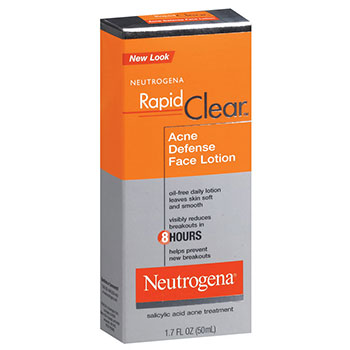 New Look
NEUTROGENA
Rapid Clear
Acne
Defense
Face Lotion
oil-free daily lotion
leaves skin soft
and smooth
visibly reduces
breakouts in
8 HOURS
helps prevent
new breakouts
Neutrogena®
salicylic acid acne treatment
1.7 FL OZ (50mL)